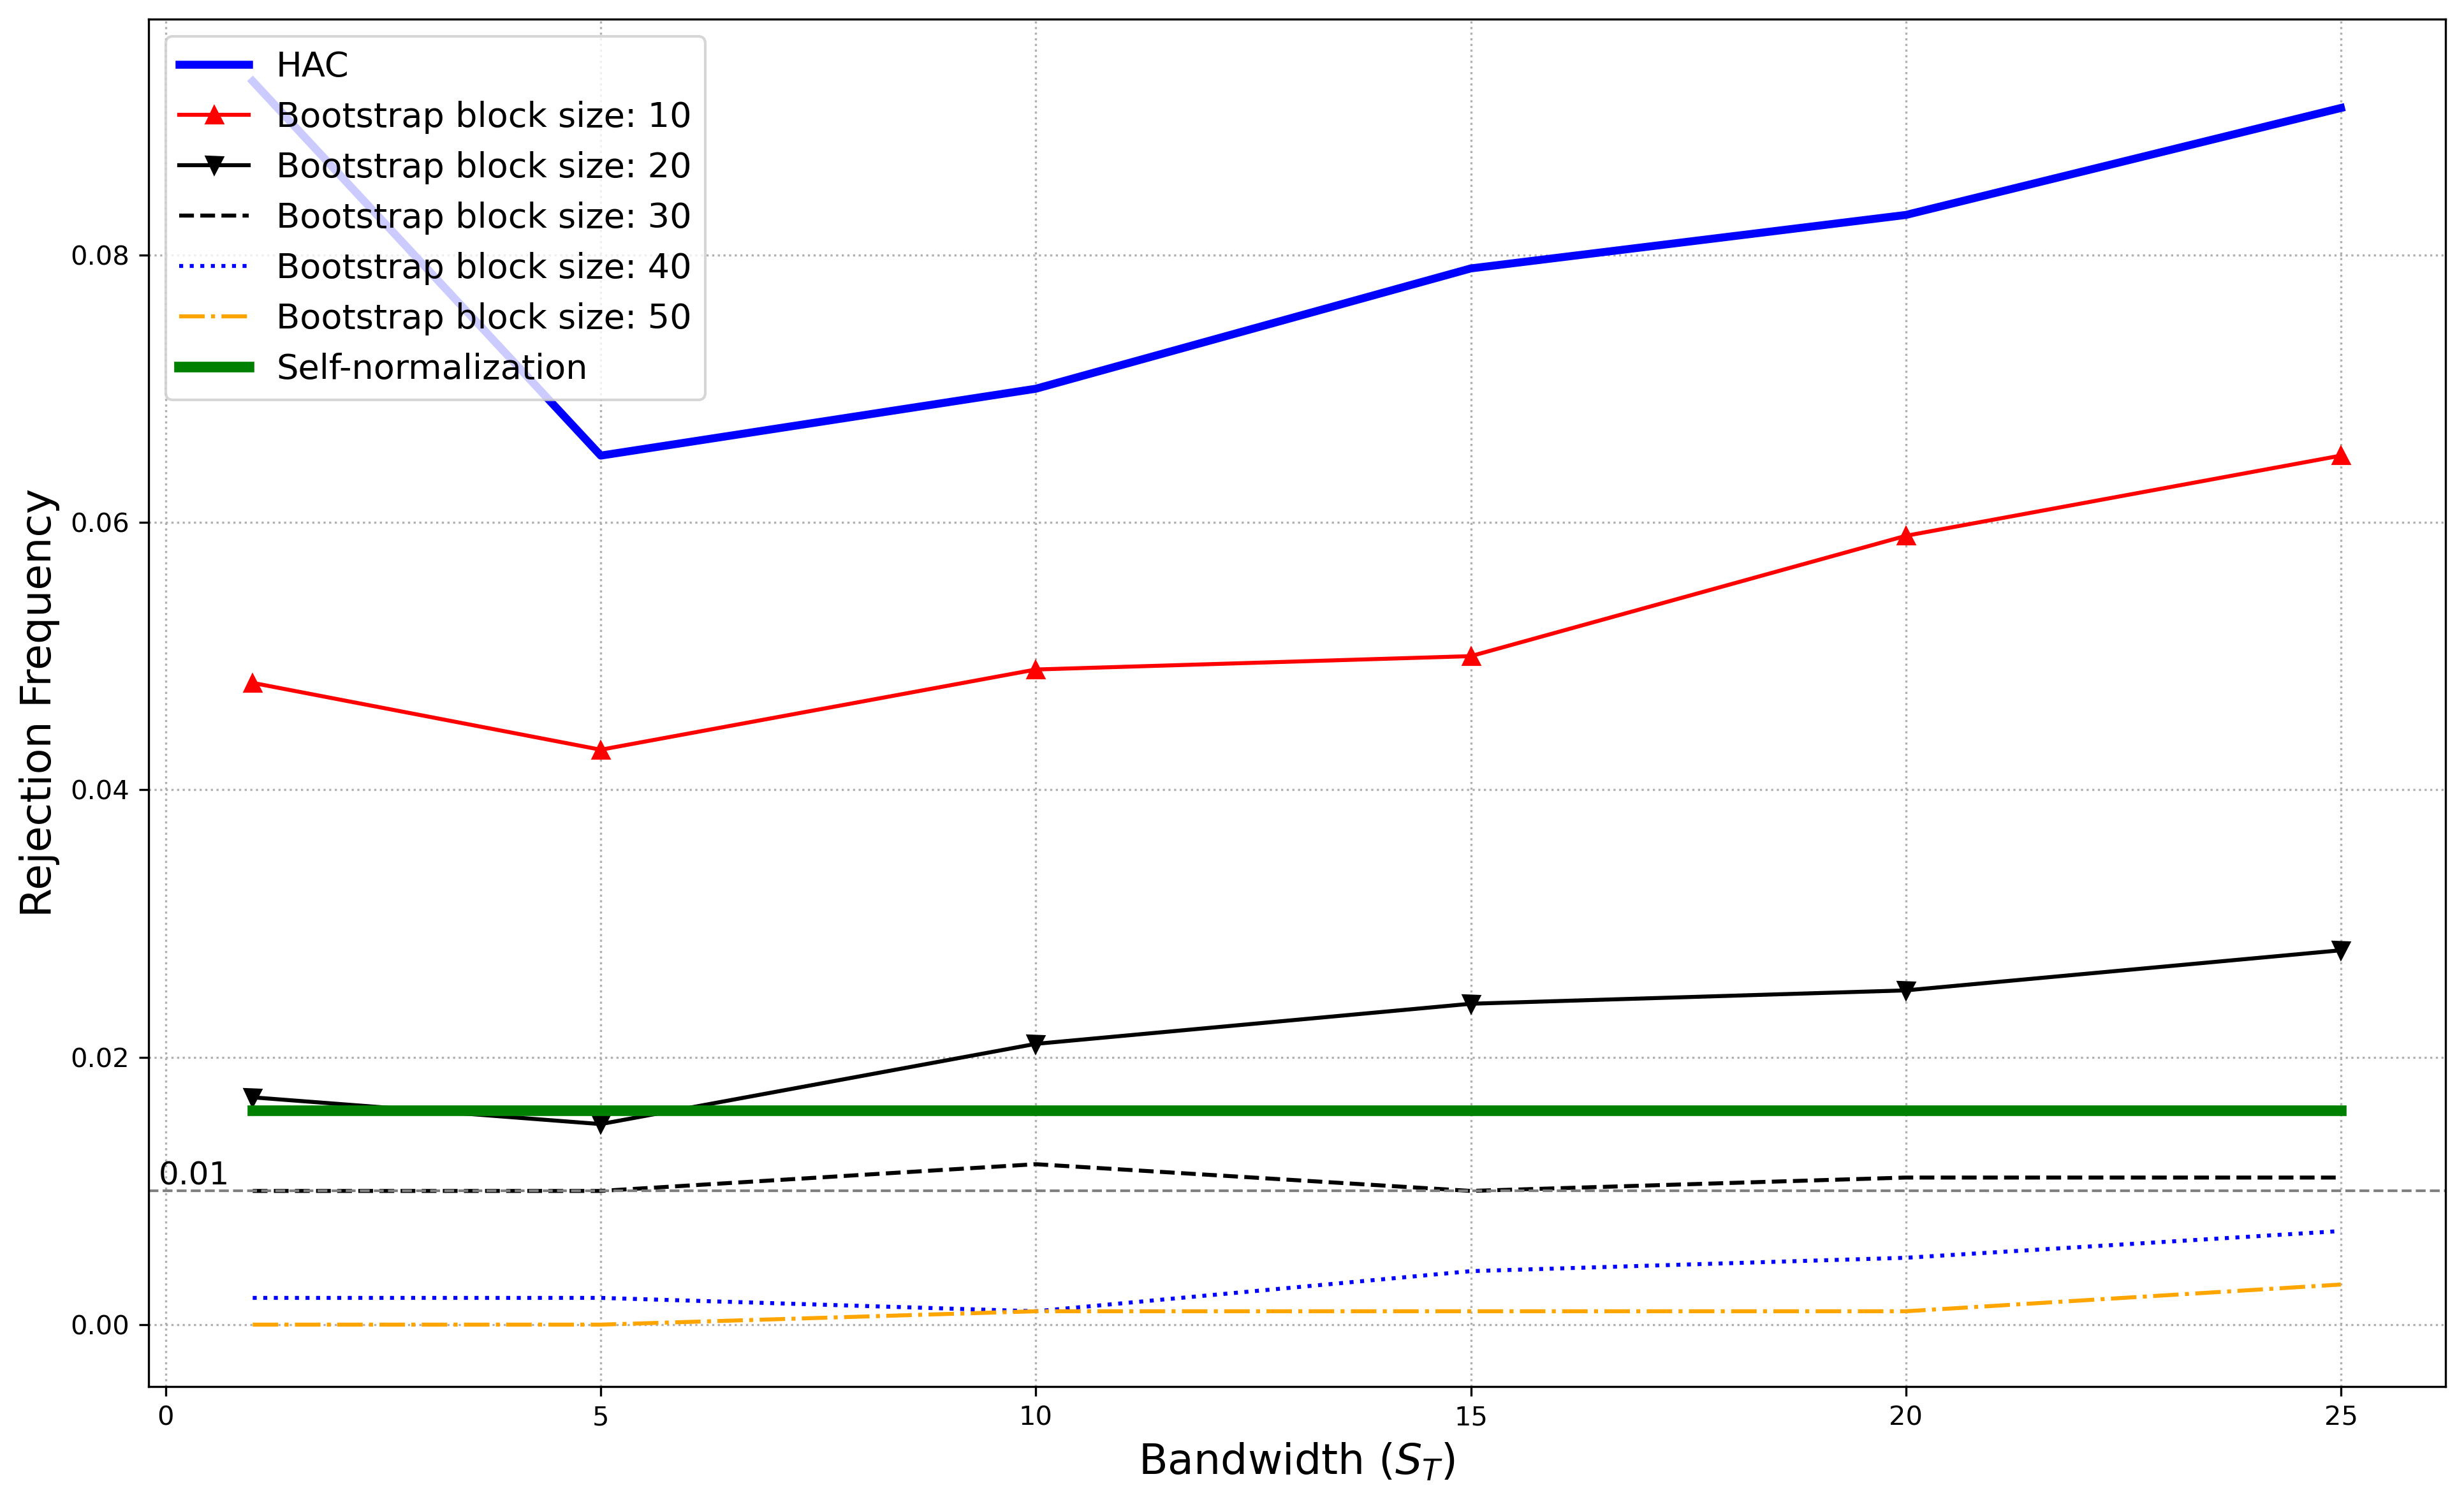 HAC
Bootstrap block size: 10
Bootstrap block size: 20
Bootstrap block size: 30
Bootstrap block size: 40
Bootstrap block size: 50
Self-normalization
Rejection Frequency
0.08
0.06
0.04
0.02
0.01
0.00
0 5 10 15 20 25
Bandwidth (S_T)